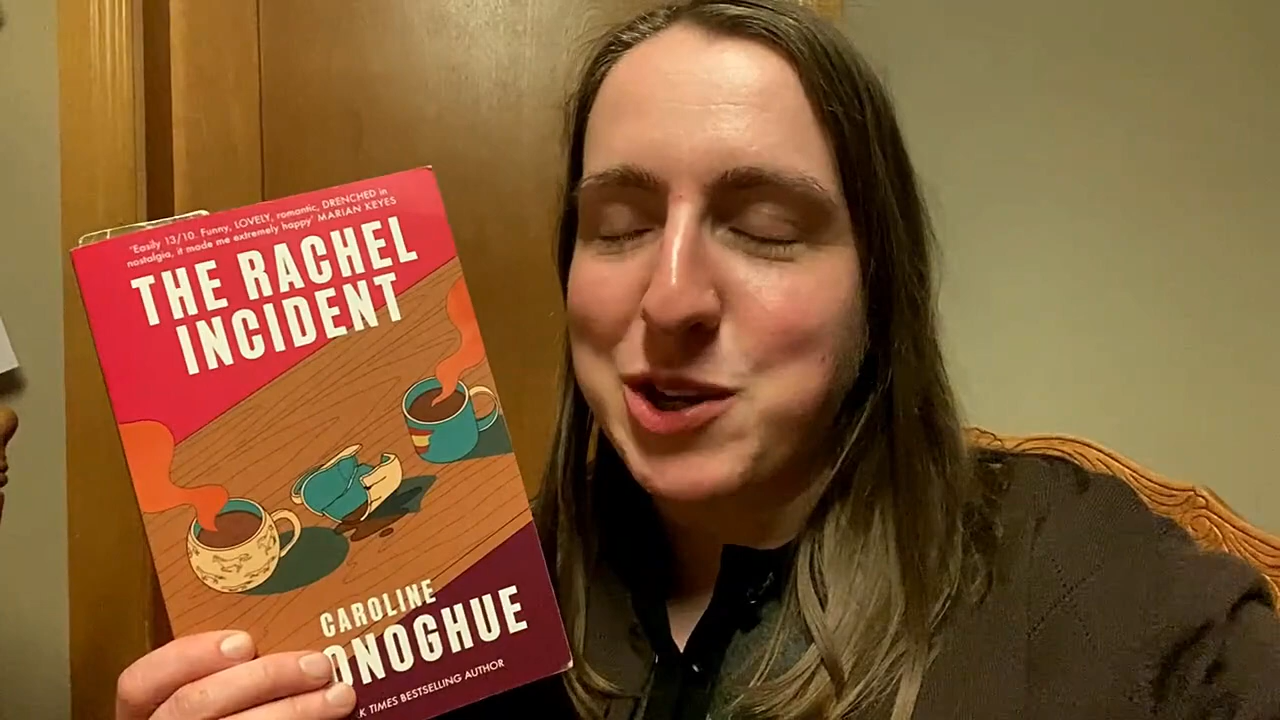 "Easily 13/10. Funny, LOVELY, romantic, DRENCHED in
nostalgia, it made me extremely happy' MARIAN KEYES
THE RACHEL
INCIDENT
CAROLINE
ONOGHUE
K TIMES BESTSELLING AUTHOR